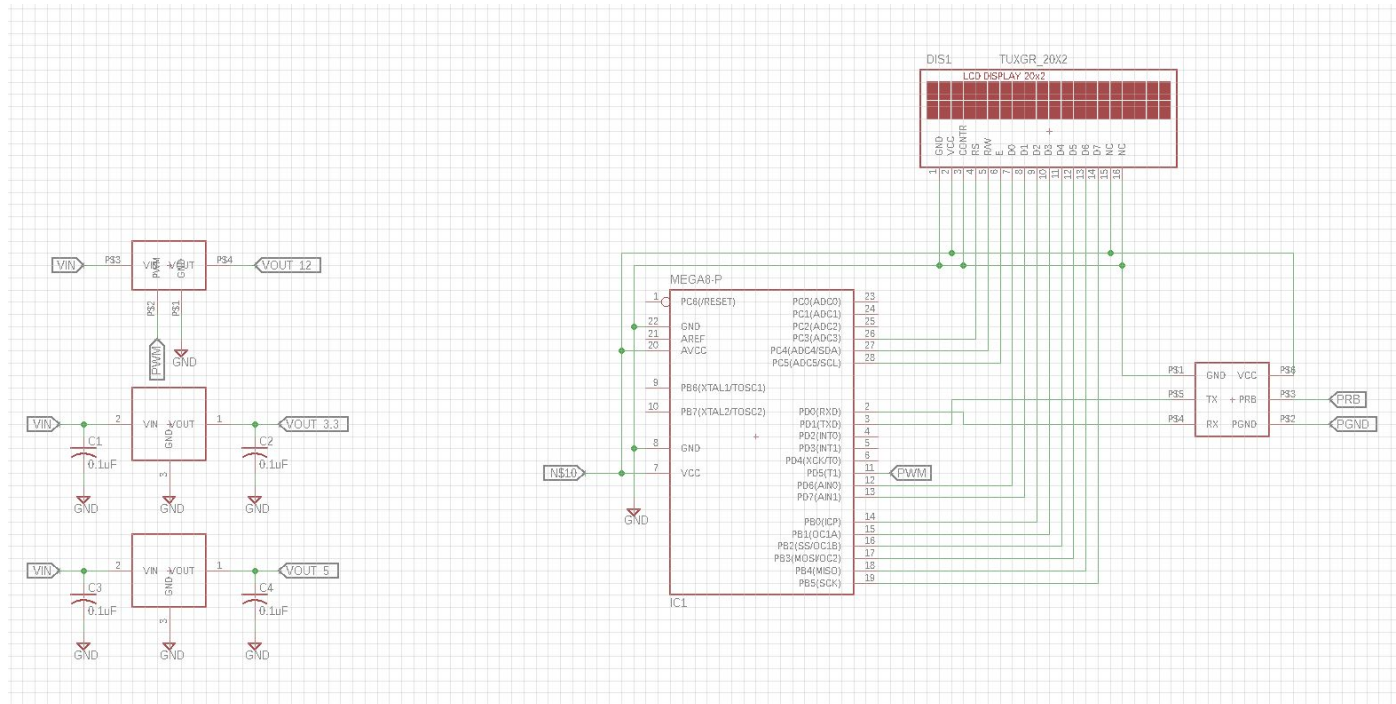 DIS1 TUXGR_20X2
LCD DISPLAY 20x2
GND VCC CONTR RS R/W E D0 D1 D2 D3 D4 D5 D6 D7 NC NC
1 2 3 4 5 6 7 8 9 10 11 12 13 14 15 16
VIN P$3 VIN VOUT P$4 VOUT_12
PWM GND
P$2 P$1
PWM GND
VIN 2 VIN VOUT 1 VOUT_3.3
GND
C1 C2
0.1uF 3 0.1uF
GND GND GND
VIN 2 VIN VOUT 1 VOUT_5
GND
C3 C4
0.1uF 3 0.1uF
GND GND GND
MEGA8-P
1 PC6(/RESET) PC0(ADC0) 23
PC1(ADC1) 24
22 GND PC2(ADC2) 25
21 AREF PC3(ADC3) 26
20 AVCC PC4(ADC4/SDA) 27
PC5(ADC5/SCL) 28
9 PB6(XTAL1/TOSC1)
10 PB7(XTAL2/TOSC2) PD0(RXD) 2
PD1(TXD) 3
PD2(INT0) 4
8 GND PD3(INT1) 5
PD4(XCK/T0) 6
N$10 7 VCC PD5(T1) 11 PWM
PD6(AIN0) 12
PD7(AIN1) 13
GND PB0(ICP) 14
PB1(OC1A) 15
PB2(SS/OC1B) 16
PB3(MOSI/OC2) 17
PB4(MISO) 18
PB5(SCK) 19
IC1
P$1 GND VCC P$6
P$5 TX PRB P$3 PRB
P$4 RX PGND P$2 PGND